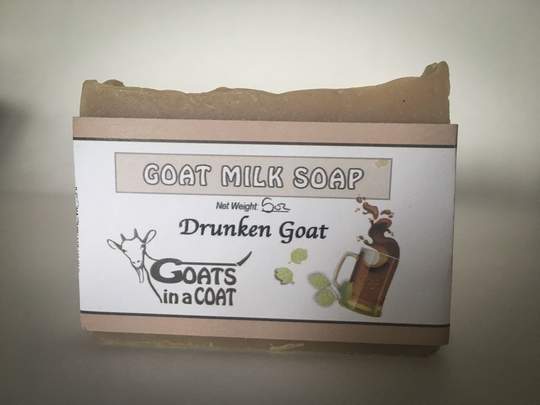 GOAT MILK SOAP
Net Weight 5oz
Drunken Goat
GOATS
in a COAT